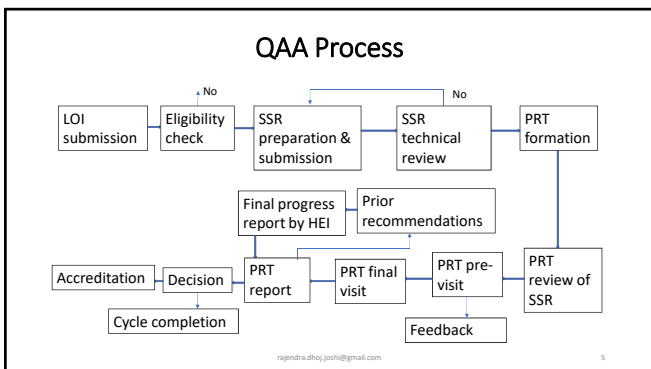 QAA Process
No
No
LOI
submission
Eligibility
check
SSR
preparation &
submission
SSR
technical
review
PRT
formation
Final progress
report by HEI
Prior
recommendations
Accreditation
Decision
PRT
report
PRT final
visit
PRT pre-
visit
PRT
review of
SSR
Cycle completion
Feedback
rajendra.dhoj.joshi@gmail.com
5